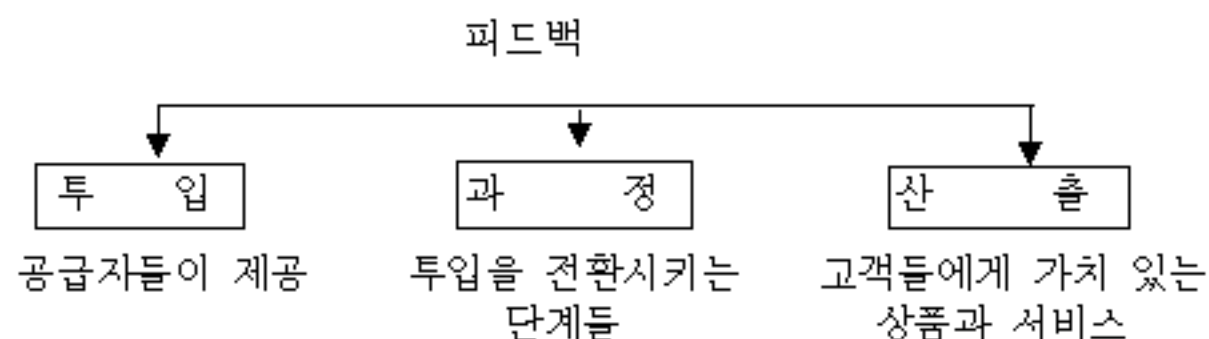 피드백
투 입
과 정
산 출
공급자들이 제공
투입을 전환시키는
단계들
고객들에게 가치 있는
상품과 서비스